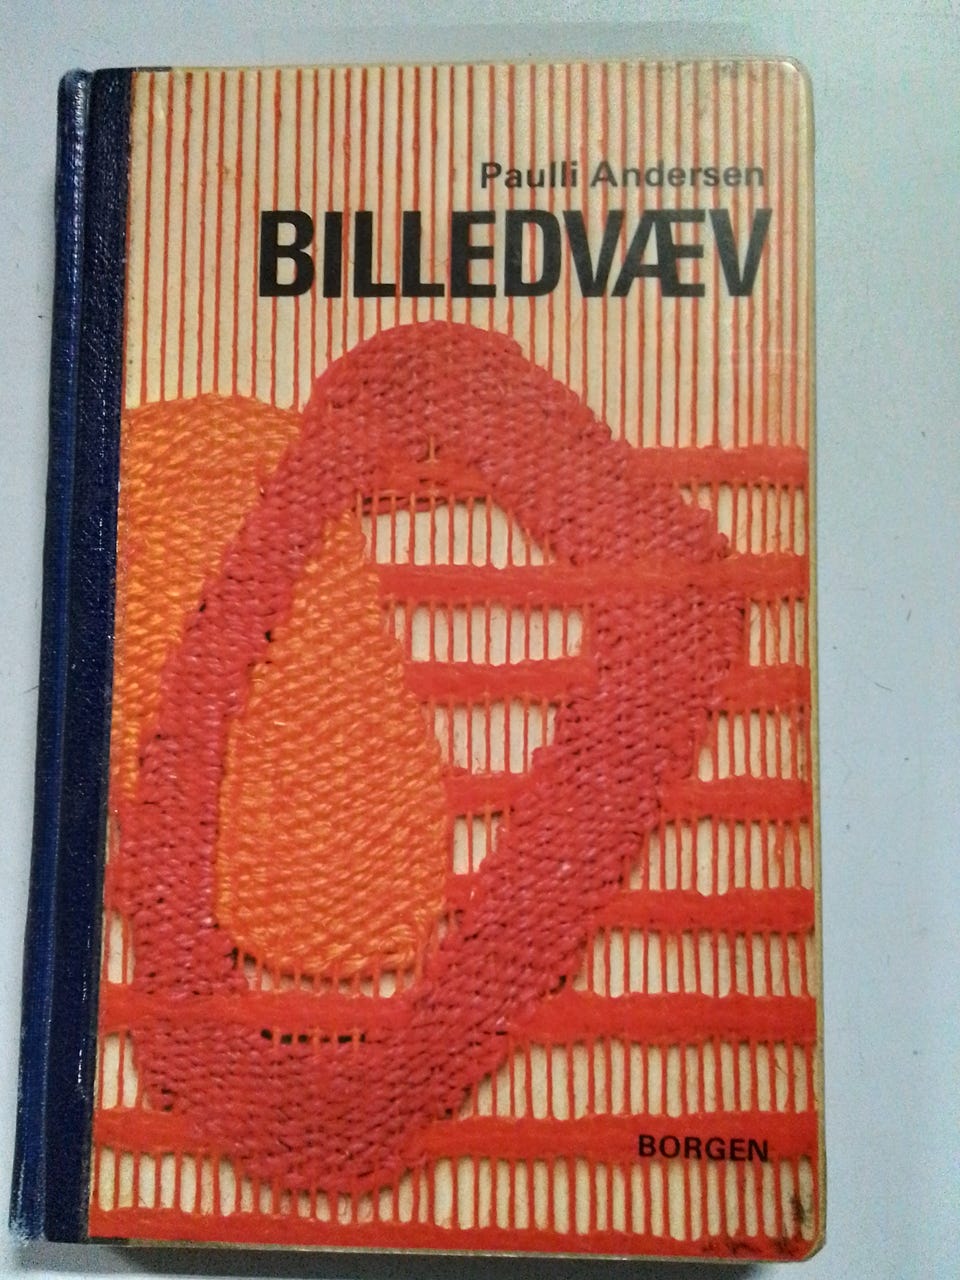 Paulli Andersen
BILLEDVÆV
BORGEN